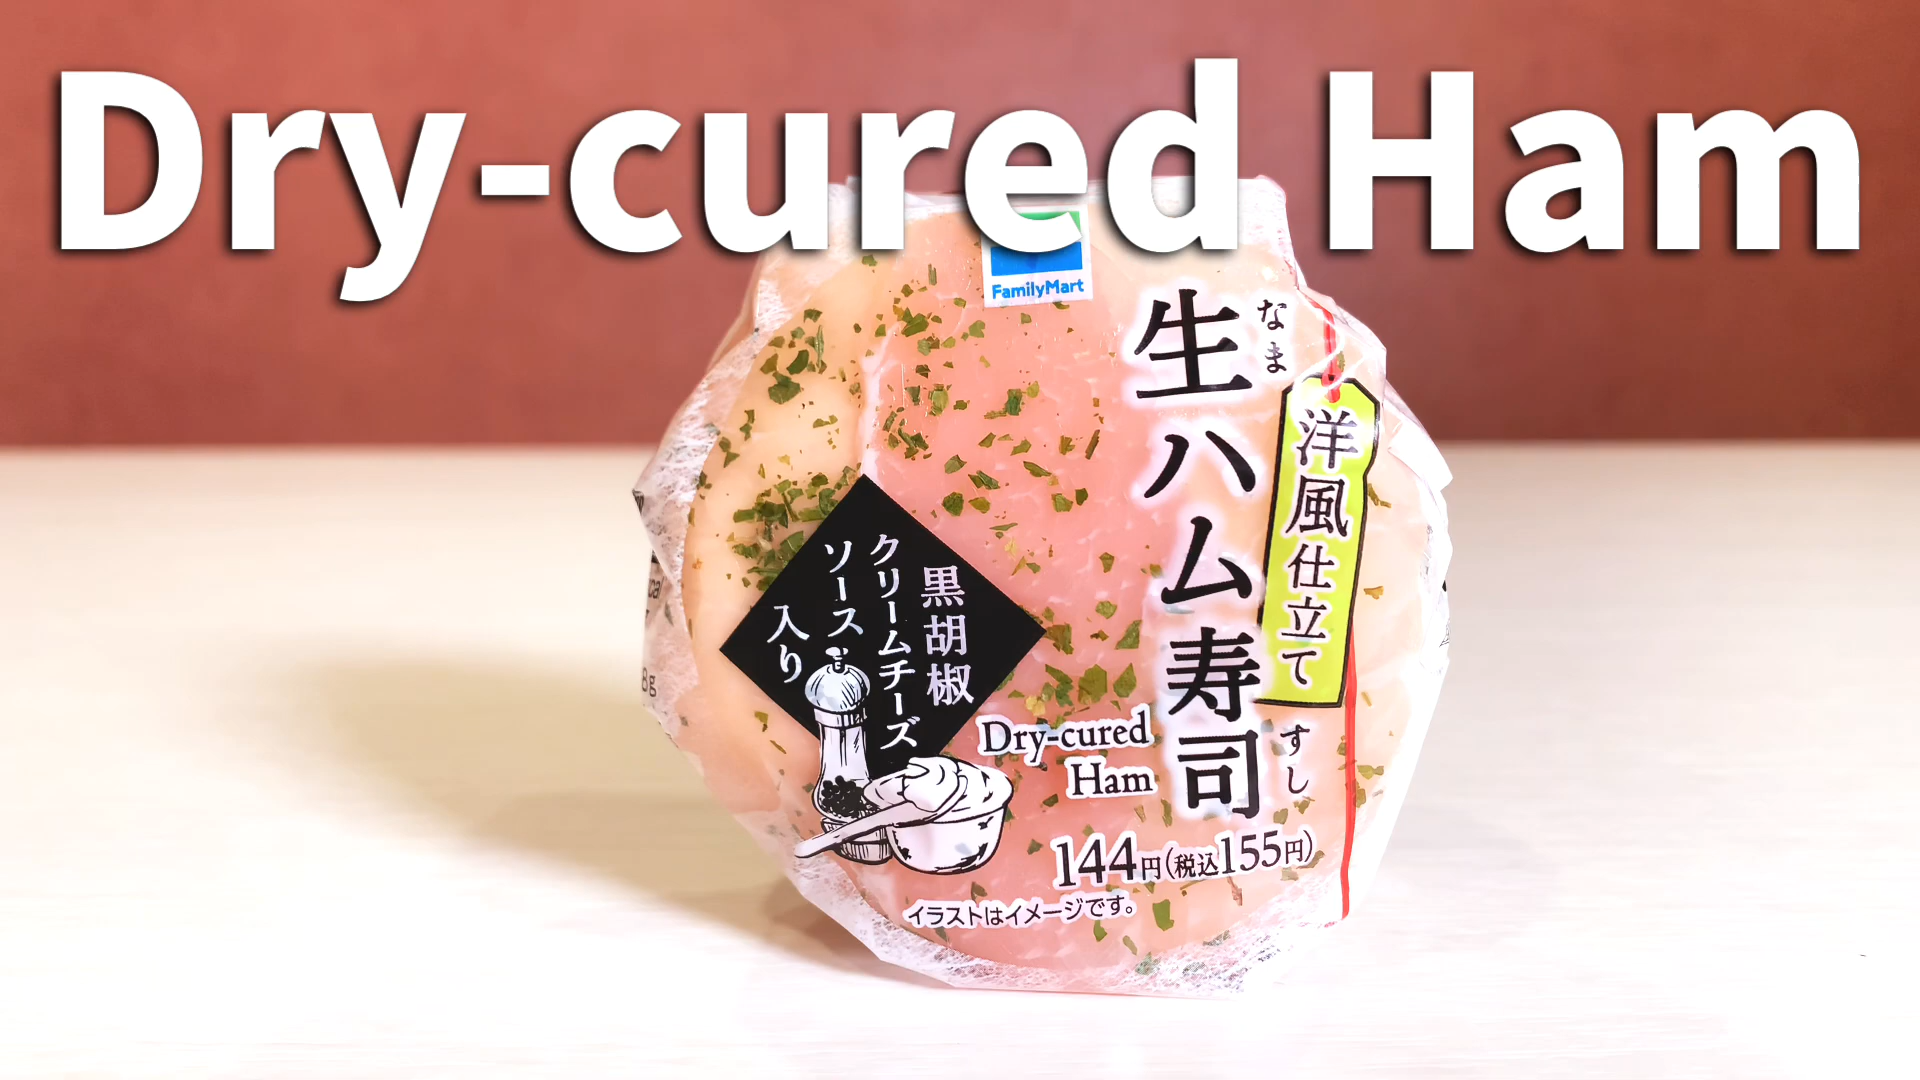 Dry-cured Ham
FamilyMart
生ハム寿司
なま
すし
洋風仕立て
黒胡椒
クリームチーズ
ソース
入り
Dry-cured
Ham
144円(税込155円)
イラストはイメージです。
8g